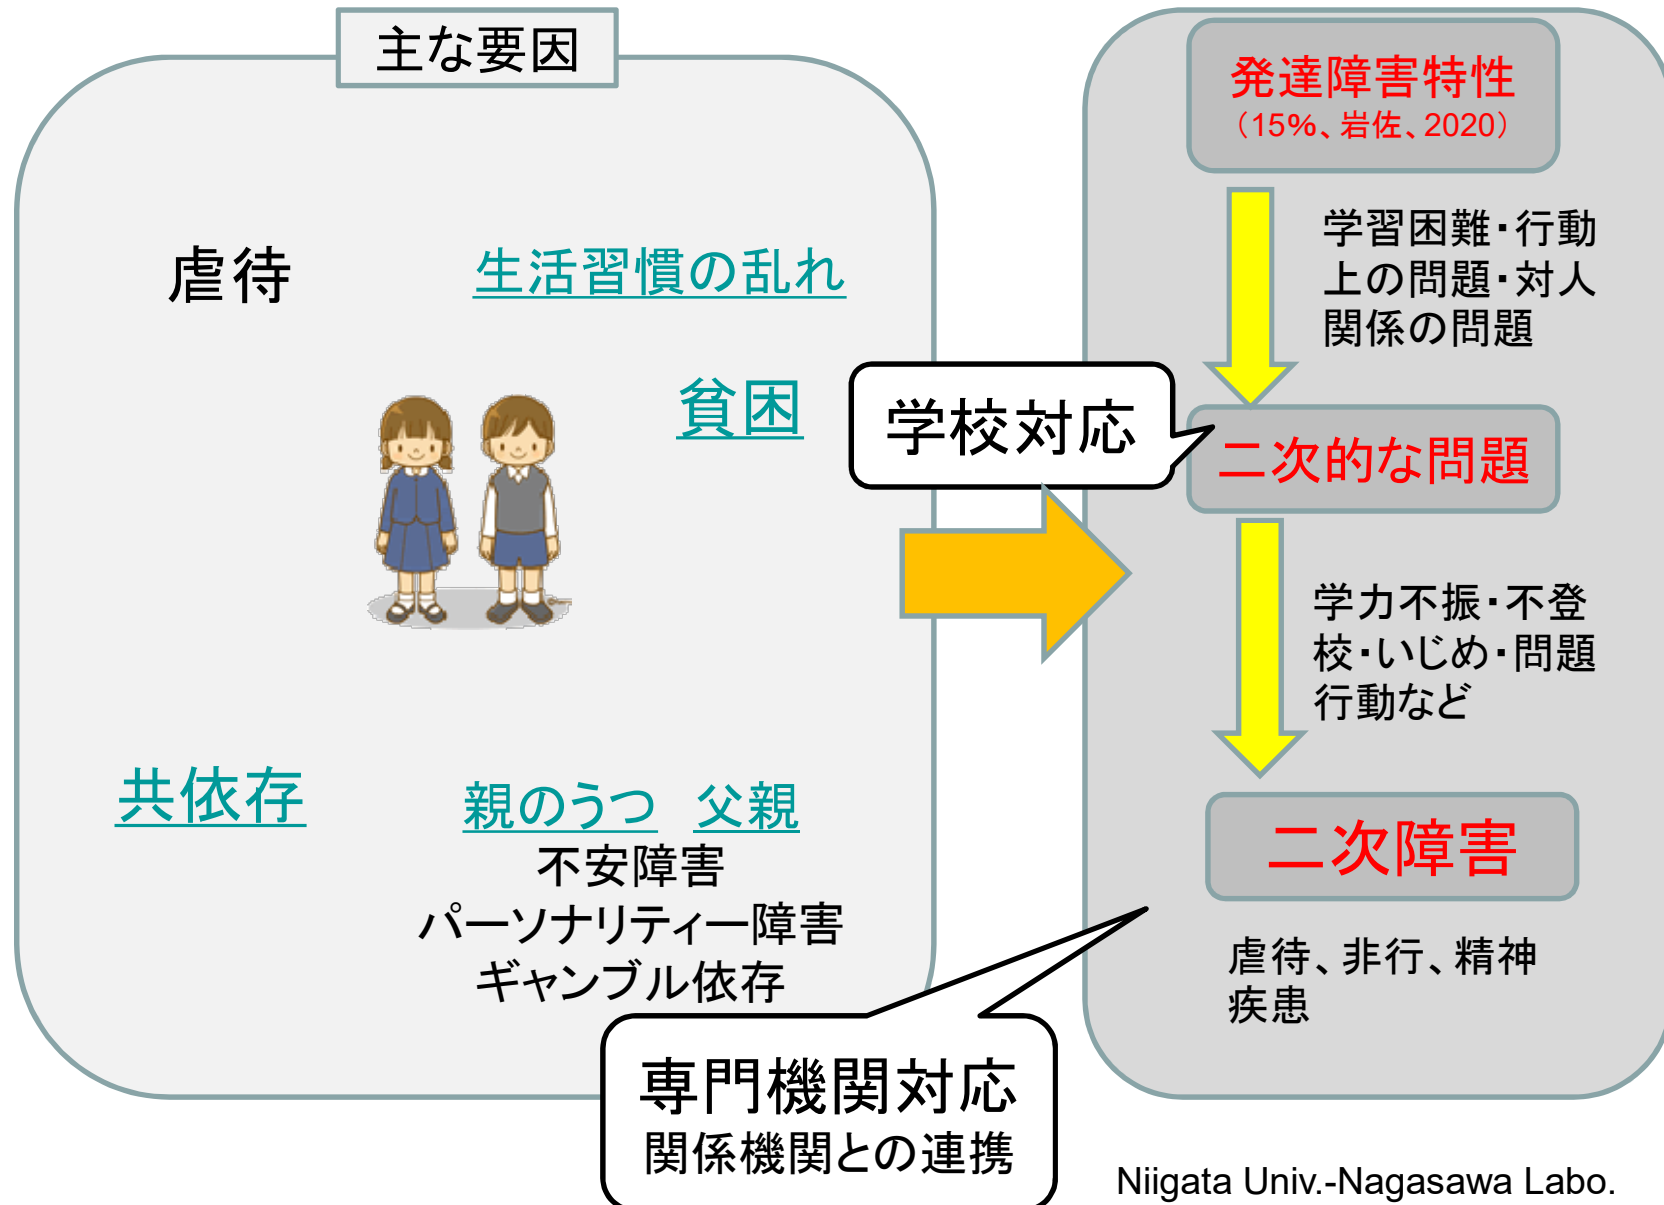 主な要因
虐待
生活習慣の乱れ
貧困
共依存
親のうつ 父親
不安障害
パーソナリティー障害
ギャンブル依存
学校対応
専門機関対応
関係機関との連携
発達障害特性
（15%、岩佐、2020）
学習困難・行動
上の問題・対人
関係の問題
二次的な問題
学力不振・不登
校・いじめ・問題
行動など
二次障害
虐待、非行、精神
疾患
Niigata Univ.-Nagasawa Labo.